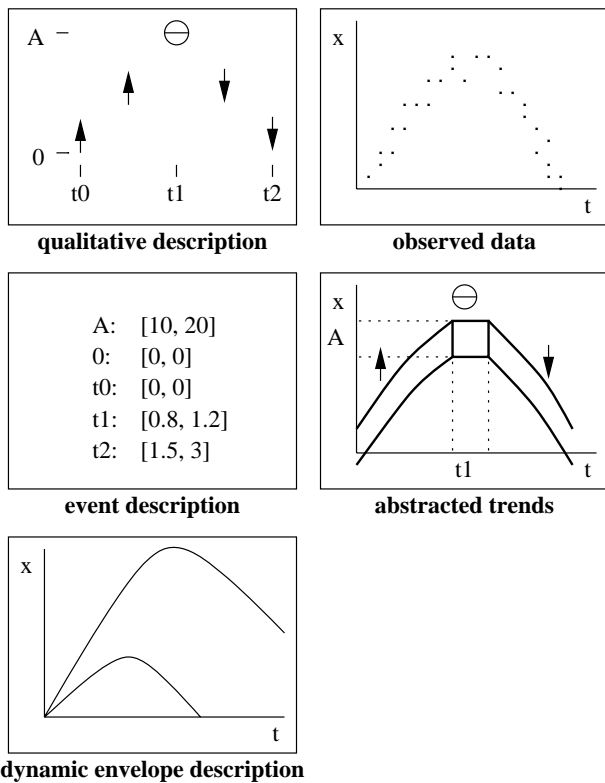 A
0
t0 t1 t2
qualitative description
x
t
observed data
A: [10, 20]
0: [0, 0]
t0: [0, 0]
t1: [0.8, 1.2]
t2: [1.5, 3]
event description
x
A
t1 t
abstracted trends
x
t
dynamic envelope description